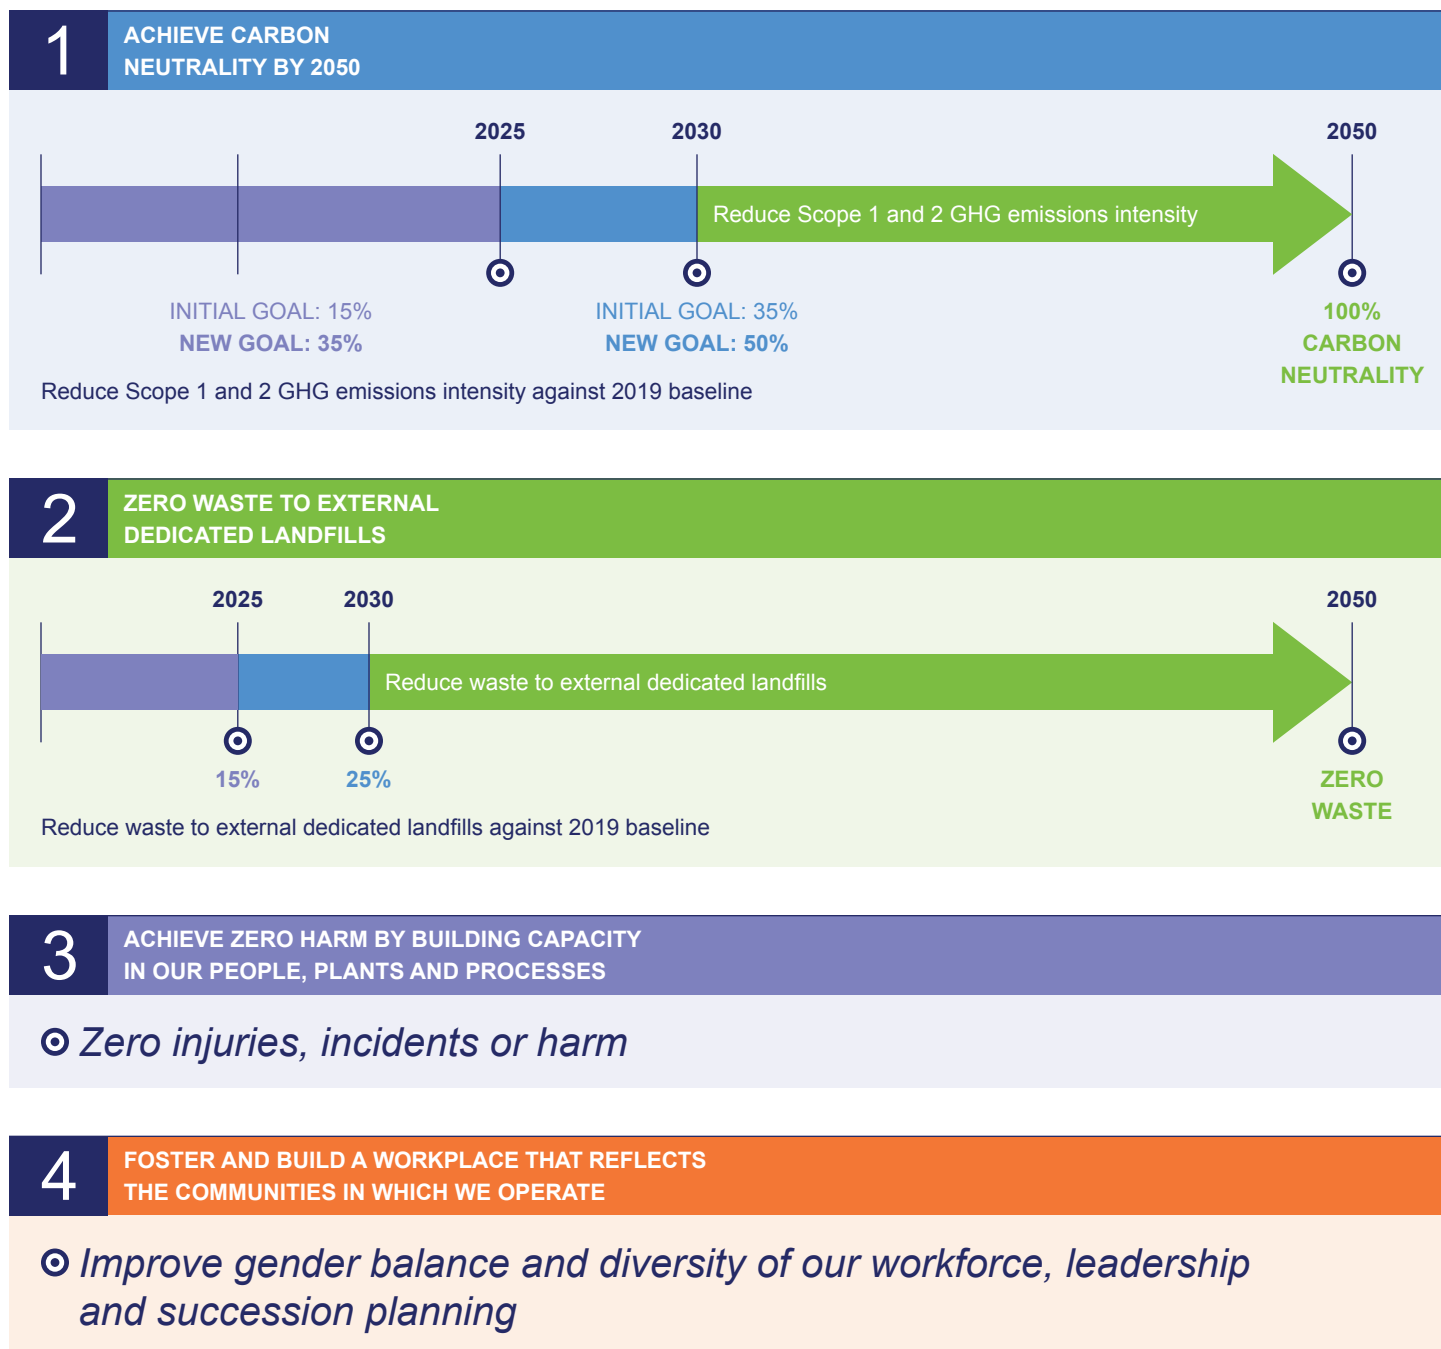 1
ACHIEVE CARBON
NEUTRALITY BY 2050
2025 2030 2050
Reduce Scope 1 and 2 GHG emissions intensity
INITIAL GOAL: 15%
NEW GOAL: 35%
INITIAL GOAL: 35%
NEW GOAL: 50%
100%
CARBON
NEUTRALITY
Reduce Scope 1 and 2 GHG emissions intensity against 2019 baseline
2
ZERO WASTE TO EXTERNAL
DEDICATED LANDFILLS
2025 2030 2050
Reduce waste to external dedicated landfills
15% 25%
ZERO
WASTE
Reduce waste to external dedicated landfills against 2019 baseline
3
ACHIEVE ZERO HARM BY BUILDING CAPACITY
IN OUR PEOPLE, PLANTS AND PROCESSES
Zero injuries, incidents or harm
4
FOSTER AND BUILD A WORKPLACE THAT REFLECTS
THE COMMUNITIES IN WHICH WE OPERATE
Improve gender balance and diversity of our workforce, leadership
and succession planning